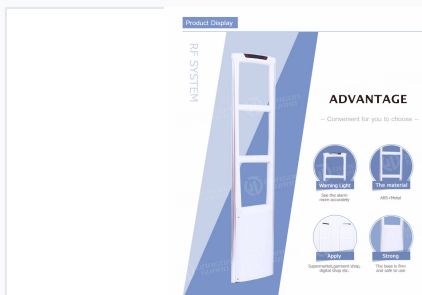 Product Display
RF SYSTEM
ADVANTAGE
-- Convenient for you to choose --
Warning Light
See the alarm
more accurately
The material
ABS+Metal
Apply
Supermarket,garment shop,
digital shop etc.
Strong
The base is firm
and safe to use